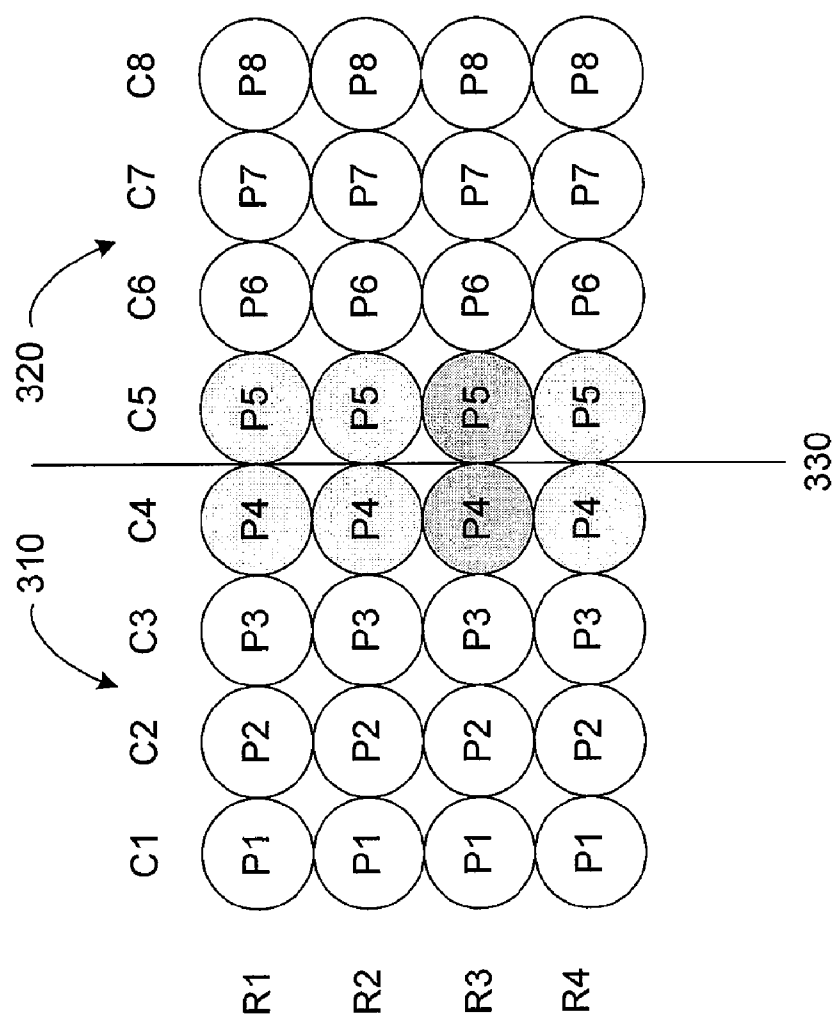 310 320
C1 C2 C3 C4 C5 C6 C7 C8
R1 P1 P2 P3 P4 P5 P6 P7 P8
R2 P1 P2 P3 P4 P5 P6 P7 P8
R3 P1 P2 P3 P4 P5 P6 P7 P8
R4 P1 P2 P3 P4 P5 P6 P7 P8
330